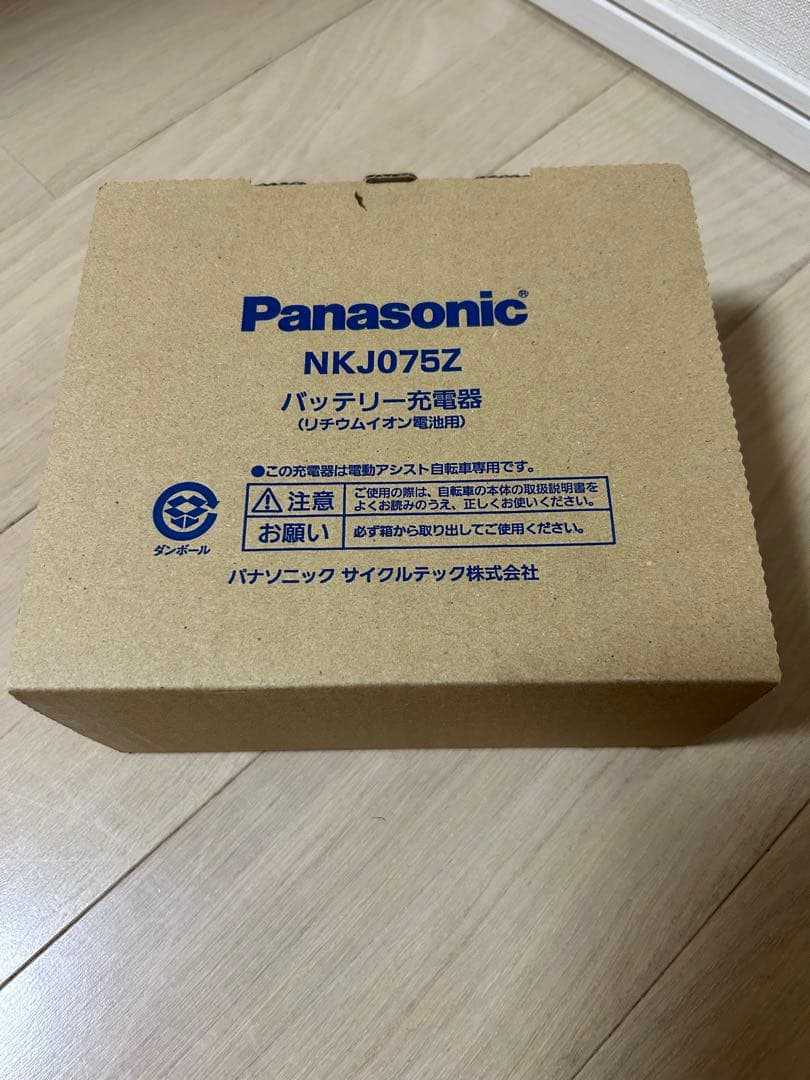 Panasonic®
NKJ075Z
バッテリー充電器
(リチウムイオン電池用)
●この充電器は電動アシスト自転車専用です。
注意
ご使用の際は、自転車の本体の取扱説明書を
よくお読みのうえ、正しくお使いください。
お願い
必ず箱から取り出してご使用ください。
ダンボール
パナソニック サイクルテック株式会社